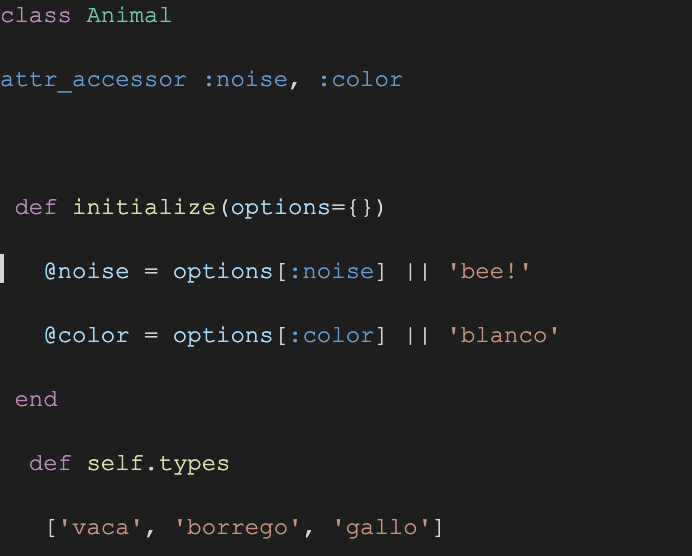 class Animal
attr_accessor :noise, :color
def initialize(options={})
@noise = options[:noise] || 'bee!'
@color = options[:color] || 'blanco'
end
def self.types
['vaca', 'borrego', 'gallo']